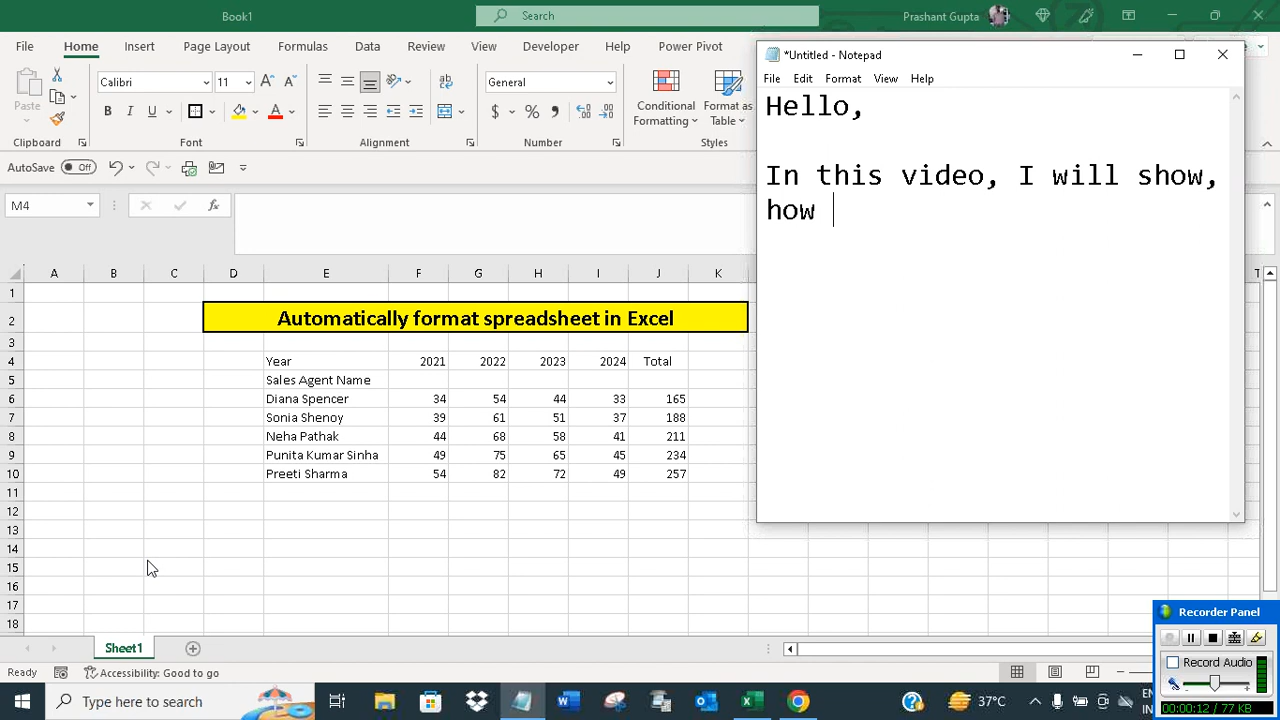 Book1
Search
Prashant Gupta
File Home Insert Page Layout Formulas Data Review View Developer Help Power Pivot
Paste
Calibri 11
B I U
A A
General
$ % 9
Conditional Formatting
Format as Table
Clipboard Font Alignment Number Styles
AutoSave Off
M4
fx
A B C D E F G H I J K
1
2 Automatically format spreadsheet in Excel
3
4 Year 2021 2022 2023 2024 Total
5 Sales Agent Name
6 Diana Spencer 34 54 44 33 165
7 Sonia Shenoy 39 61 51 37 188
8 Neha Pathak 44 68 58 41 211
9 Punita Kumar Sinha 49 75 65 45 234
10 Preeti Sharma 54 82 72 49 257
11
12
13
14
15
16
17
18
*Untitled - Notepad
File Edit Format View Help
Hello,
In this video, I will show,
how
Sheet1
Ready
Accessibility: Good to go
Recorder Panel
Record Audio
00:00:12 / 77 KB
Type here to search
37°C